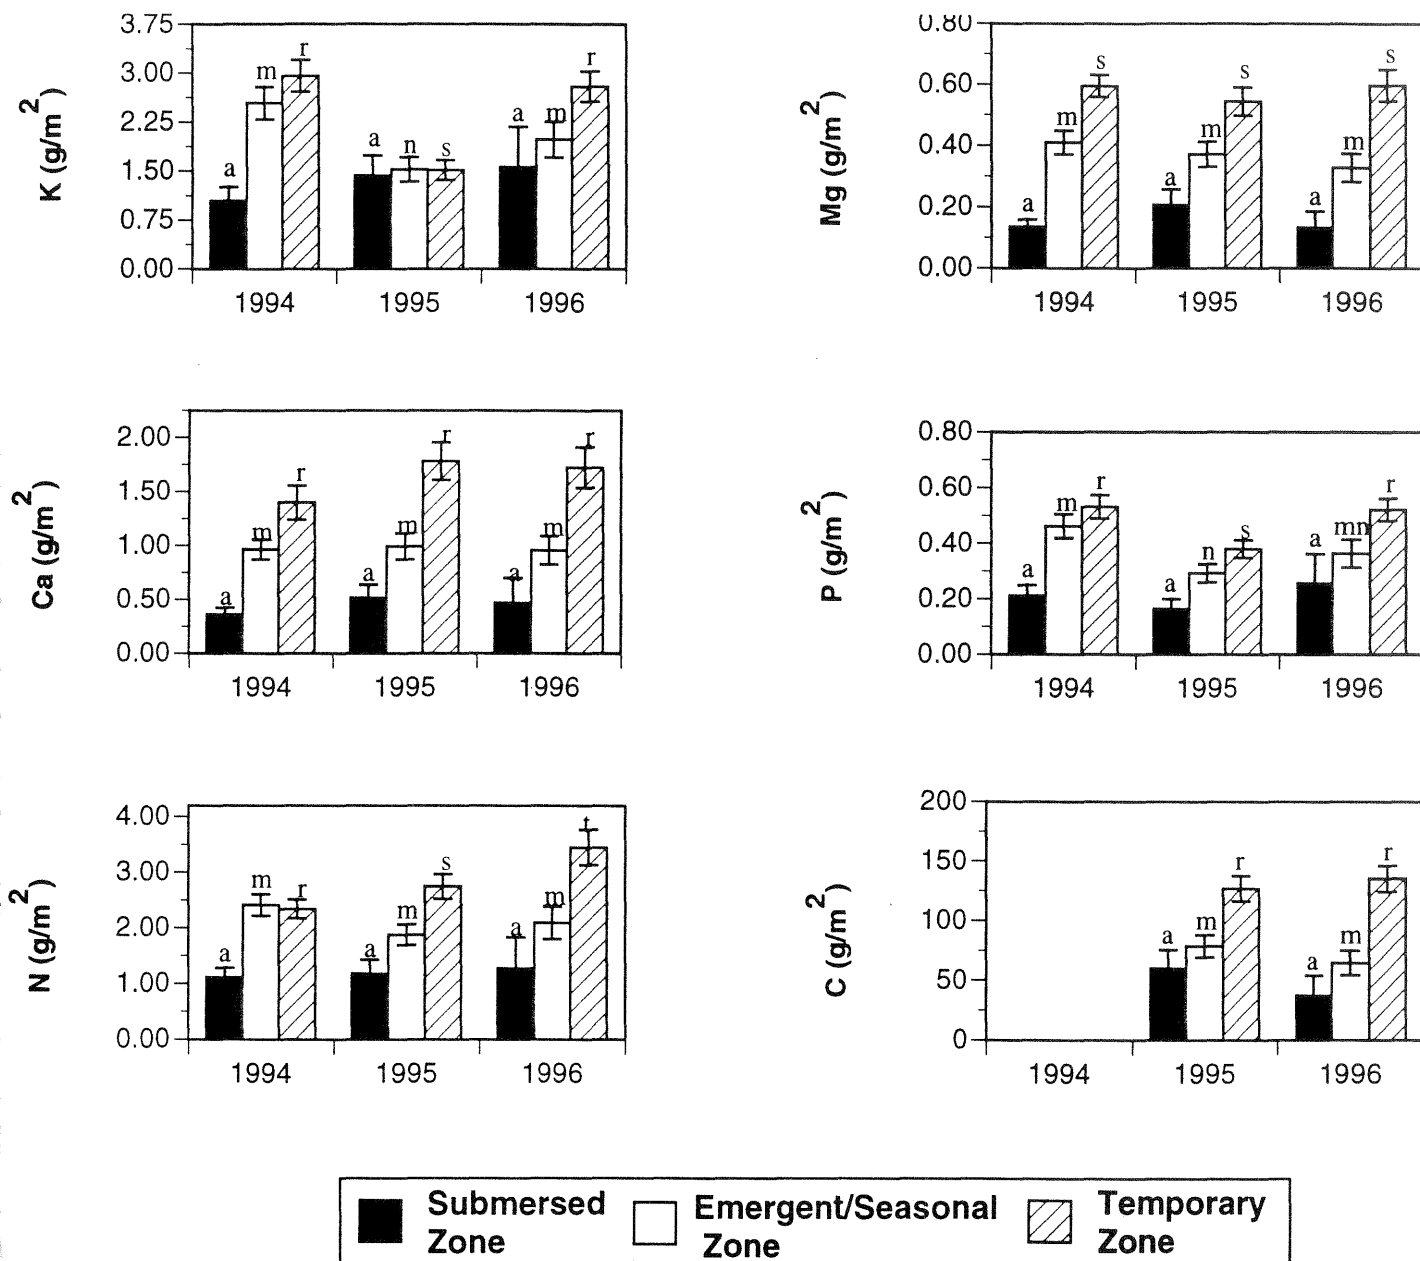 3.75
3.00
2.25
1.50
0.75
0.00
K (g/m2)
a m r a n s a m r
1994 1995 1996
0.80
0.60
0.40
0.20
0.00
Mg (g/m2)
a m s a m s a m s
1994 1995 1996
2.00
1.50
1.00
0.50
0.00
Ca (g/m2)
a m r a m r a m r
1994 1995 1996
0.80
0.60
0.40
0.20
0.00
P (g/m2)
a m r a n s a mn r
1994 1995 1996
4.00
3.00
2.00
1.00
0.00
N (g/m2)
a m r a m s a m t
1994 1995 1996
200
150
100
50
0
C (g/m2)
a m r a m r
1994 1995 1996
Submersed Zone
Emergent/Seasonal Zone
Temporary Zone